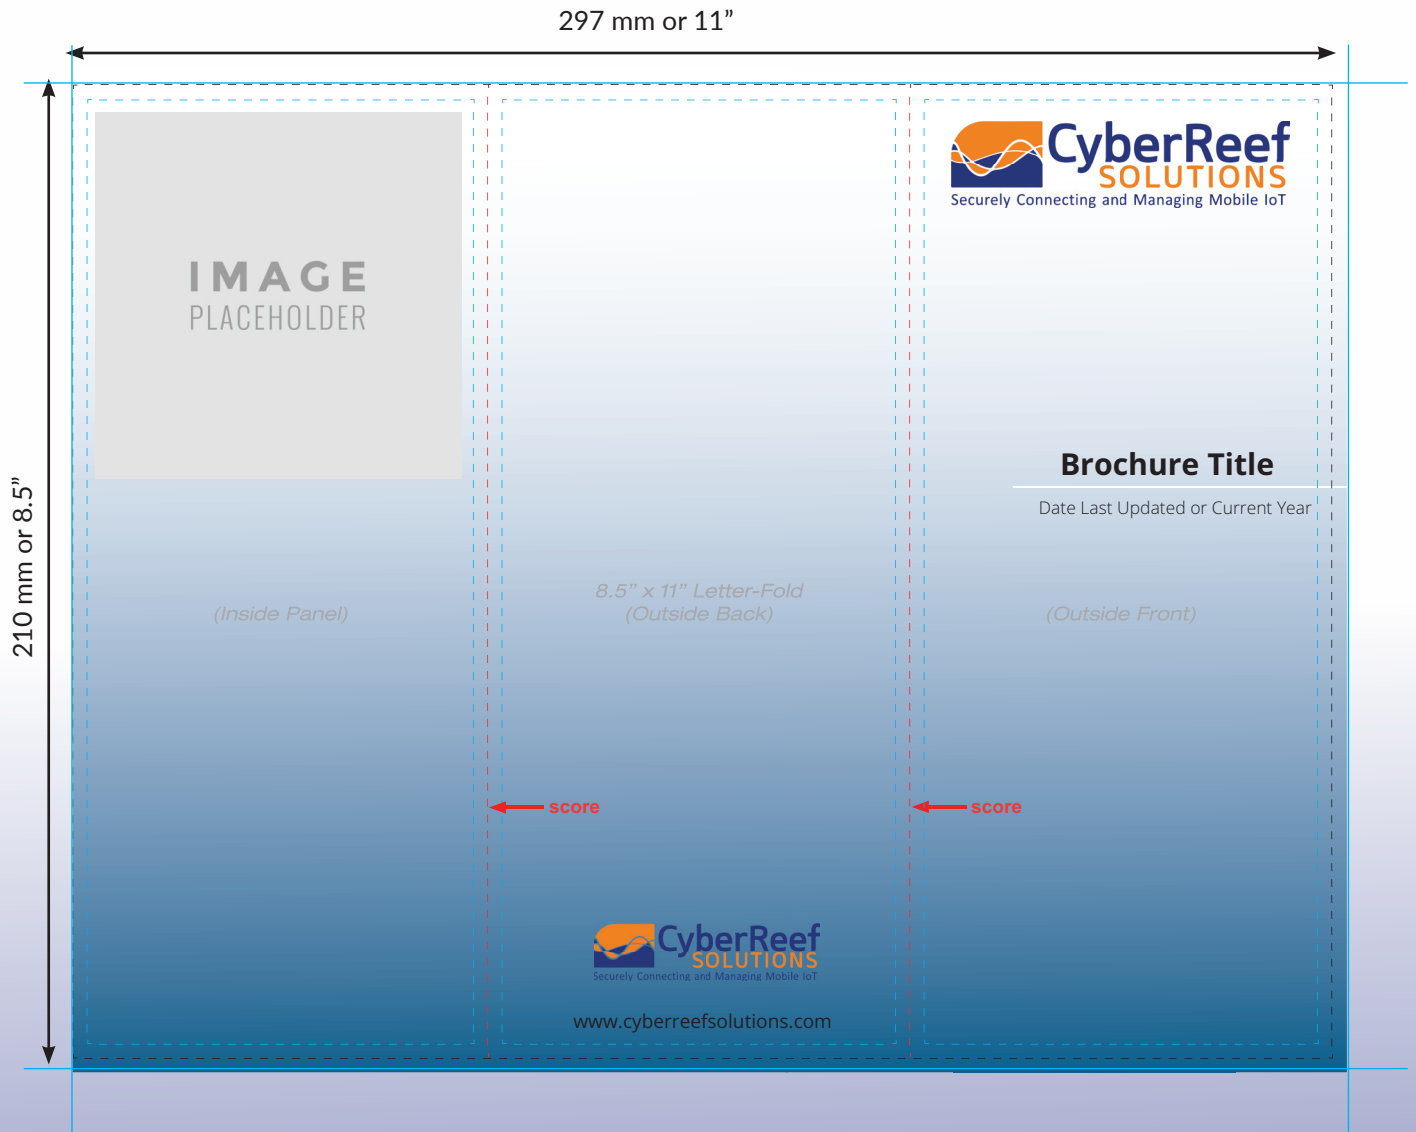 297 mm or 11”
210 mm or 8.5”
IMAGE
PLACEHOLDER
(Inside Panel)
8.5” x 11” Letter-Fold
(Outside Back)
score
CyberReef
SOLUTIONS
Securely Connecting and Managing Mobile IoT
www.cyberreefsolutions.com
CyberReef
SOLUTIONS
Securely Connecting and Managing Mobile IoT
Brochure Title
Date Last Updated or Current Year
(Outside Front)
score